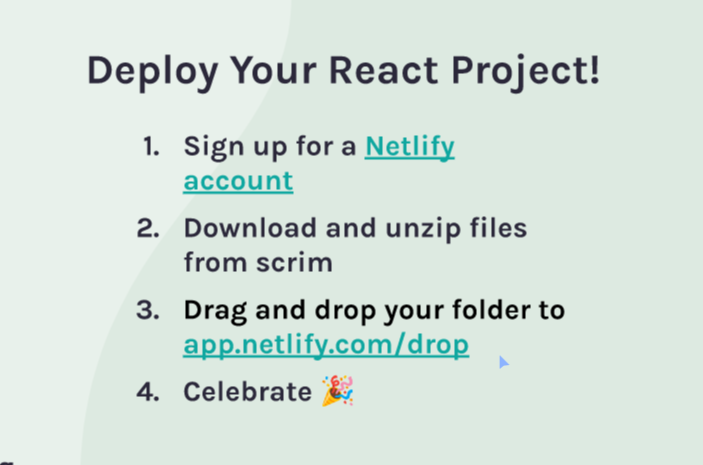 Deploy Your React Project!
1. Sign up for a Netlify
account
2. Download and unzip files
from scrim
3. Drag and drop your folder to
app.netlify.com/drop
4. Celebrate 🎉